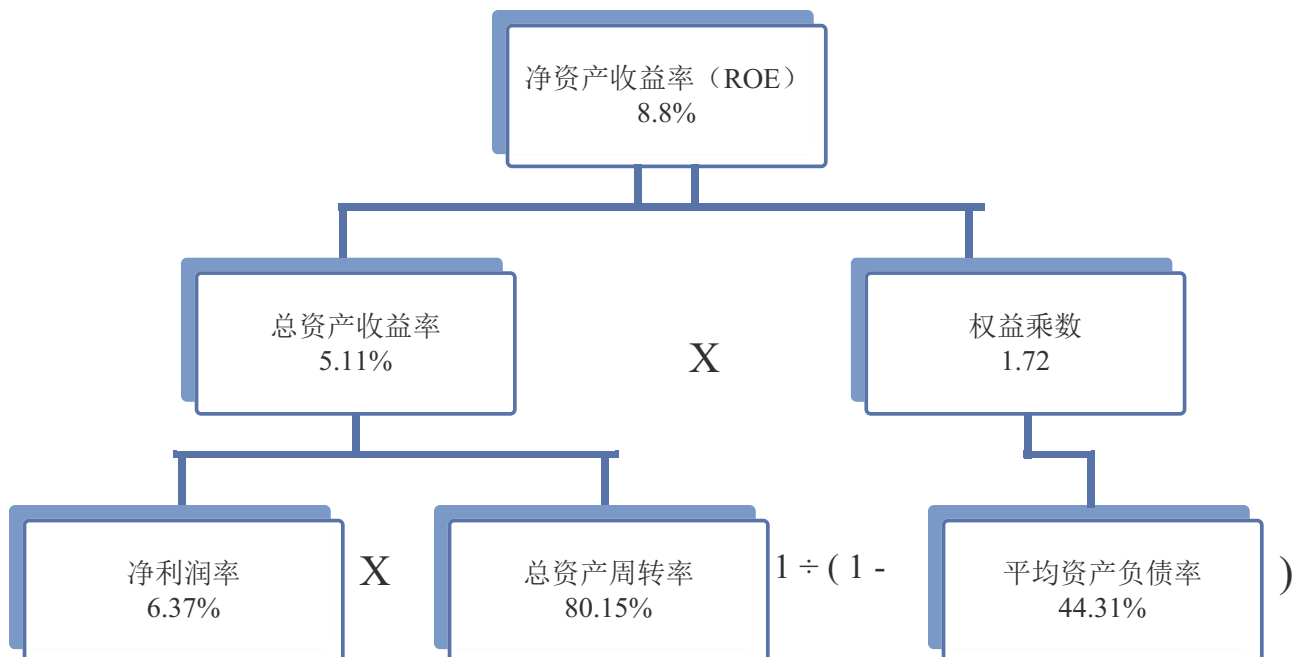 净资产收益率（ROE）
8.8%
总资产收益率
5.11%
X
权益乘数
1.72
净利润率
6.37%
X
总资产周转率
80.15%
1 ÷ ( 1 -
平均资产负债率
44.31%
)